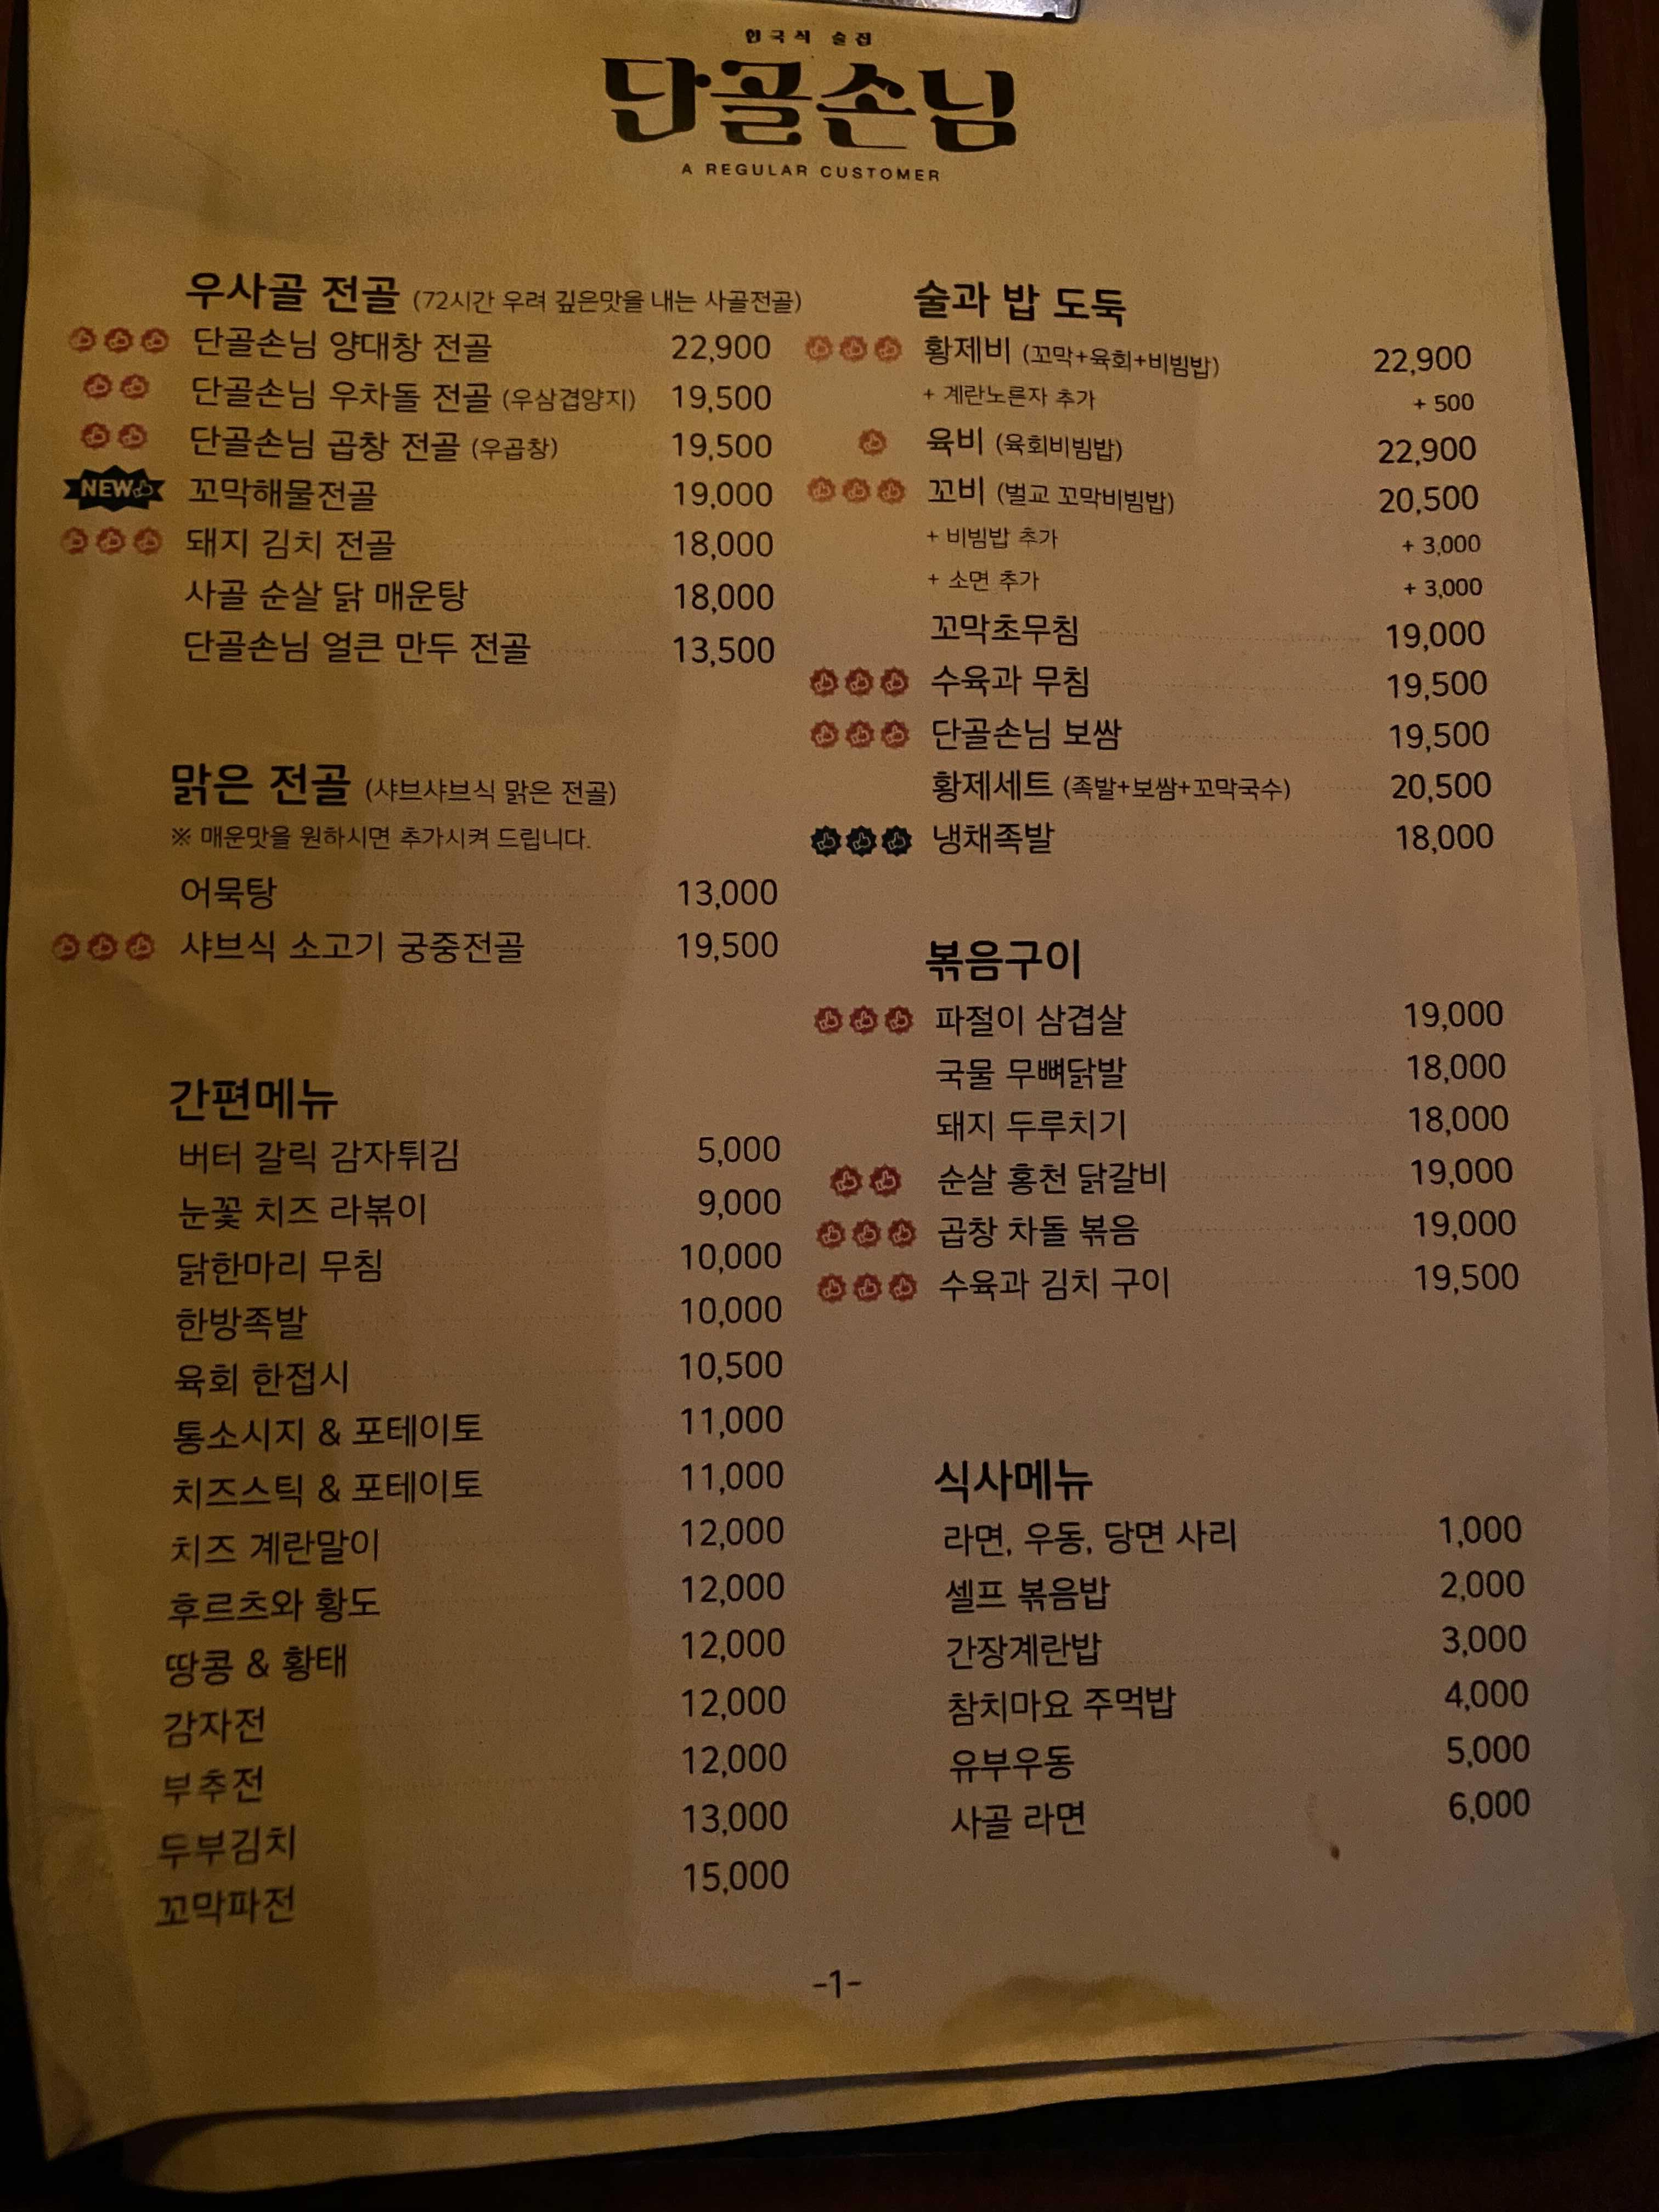 한국식 술집
단골손님
A REGULAR CUSTOMER
우사골 전골 (72시간 우려 깊은맛을 내는 사골전골)
단골손님 양대창 전골 22,900
단골손님 우차돌 전골 (우삼겹양지) 19,500
단골손님 곱창 전골 (우곱창) 19,500
NEW 꼬막해물전골 19,000
돼지 김치 전골 18,000
사골 순살 닭 매운탕 18,000
단골손님 얼큰 만두 전골 13,500
맑은 전골 (샤브샤브식 맑은 전골)
※ 매운맛을 원하시면 추가시켜 드립니다.
어묵탕 13,000
샤브식 소고기 궁중전골 19,500
간편메뉴
버터 갈릭 감자튀김 5,000
눈꽃 치즈 라볶이 9,000
닭한마리 무침 10,000
한방족발 10,000
육회 한접시 10,500
통소시지 & 포테이토 11,000
치즈스틱 & 포테이토 11,000
치즈 계란말이 12,000
후르츠와 황도 12,000
땅콩 & 황태 12,000
감자전 12,000
부추전 12,000
두부김치 13,000
꼬막파전 15,000
술과 밥 도둑
황제비 (꼬막+육회+비빔밥) 22,900
+ 계란노른자 추가 + 500
육비 (육회비빔밥) 22,900
꼬비 (벌교 꼬막비빔밥) 20,500
+ 비빔밥 추가 + 3,000
+ 소면 추가 + 3,000
꼬막초무침 19,000
수육과 무침 19,500
단골손님 보쌈 19,500
황제세트 (족발+보쌈+꼬막국수) 20,500
냉채족발 18,000
볶음구이
파절이 삼겹살 19,000
국물 무뼈닭발 18,000
돼지 두루치기 18,000
순살 홍천 닭갈비 19,000
곱창 차돌 볶음 19,000
수육과 김치 구이 19,500
식사메뉴
라면, 우동, 당면 사리 1,000
셀프 볶음밥 2,000
간장계란밥 3,000
참치마요 주먹밥 4,000
유부우동 5,000
사골 라면 6,000
-1-